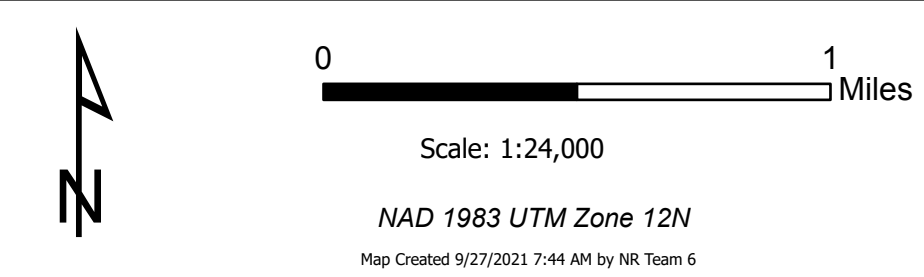 0 1
Miles
Scale: 1:24,000
N
NAD 1983 UTM Zone 12N
Map Created 9/27/2021 7:44 AM by NR Team 6